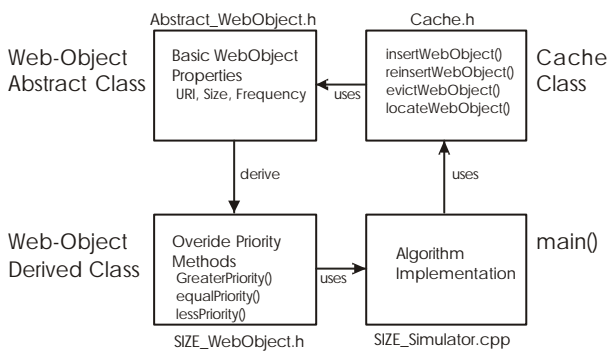 Abstract_WebObject.h
Cache.h
Web-Object
Abstract Class
Basic WebObject
Properties
URI, Size, Frequency
uses
insertWebObject()
reinsertWebObject()
evictWebObject()
locateWebObject()
Cache
Class
derive
uses
Web-Object
Derived Class
Overide Priority
Methods
GreaterPriority()
equalPriority()
lessPriority()
uses
Algorithm
Implementation
main()
SIZE_WebObject.h
SIZE_Simulator.cpp